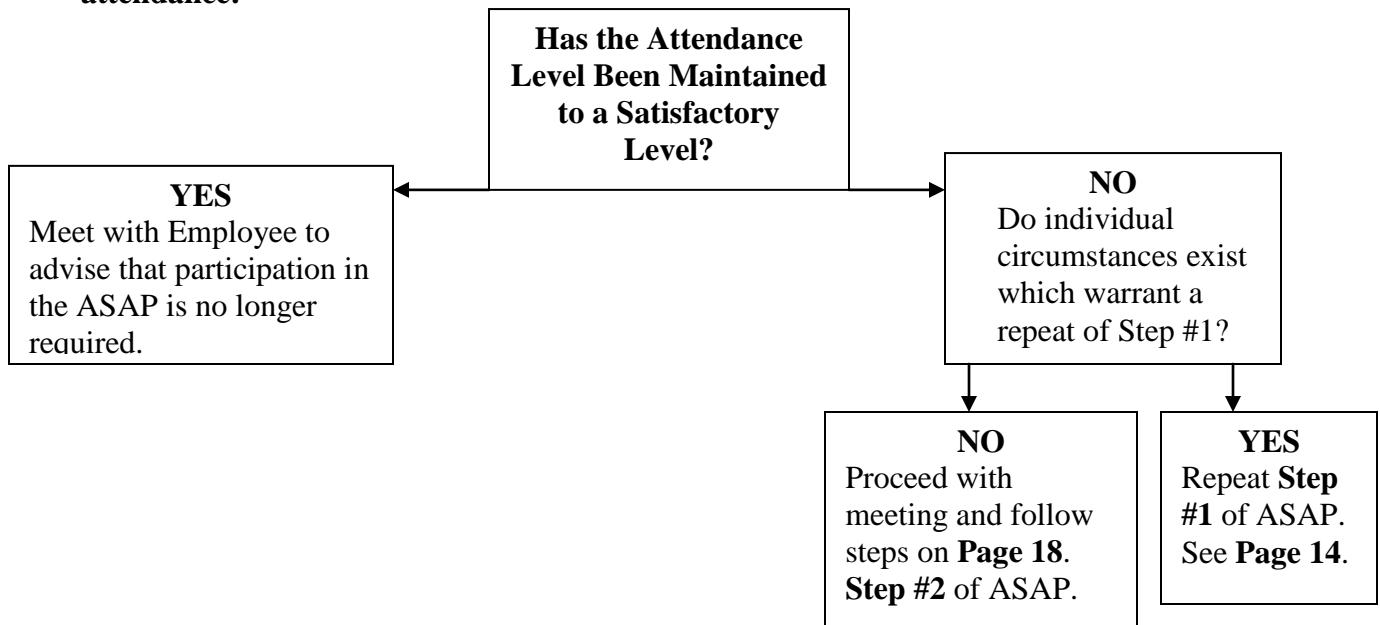 attendance?
Has the Attendance
Level Been Maintained
to a Satisfactory
Level?
YES
Meet with Employee to
advise that participation in
the ASAP is no longer
required.
NO
Do individual
circumstances exist
which warrant a
repeat of Step #1?
NO
Proceed with
meeting and follow
steps on Page 18.
Step #2 of ASAP.
YES
Repeat Step
#1 of ASAP.
See Page 14.